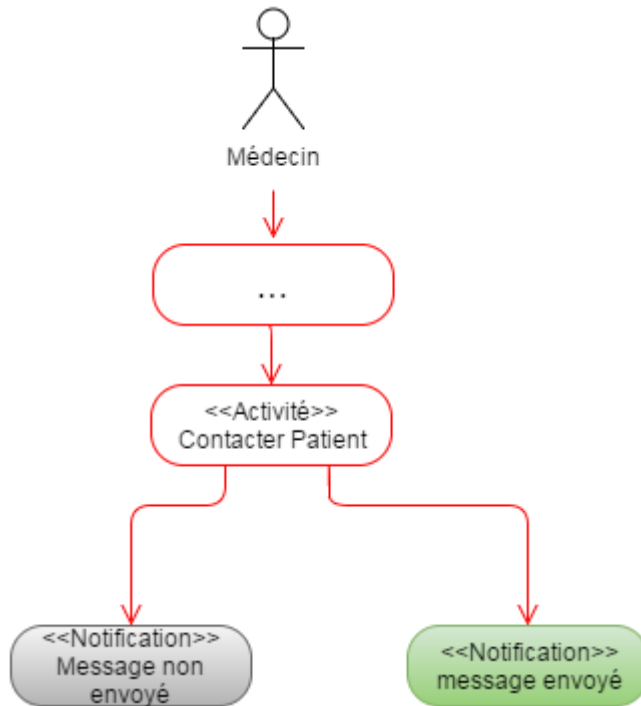 Médecin
...
<<Activité>>
Contacter Patient
<<Notification>>
Message non
envoyé
<<Notification>>
message envoyé